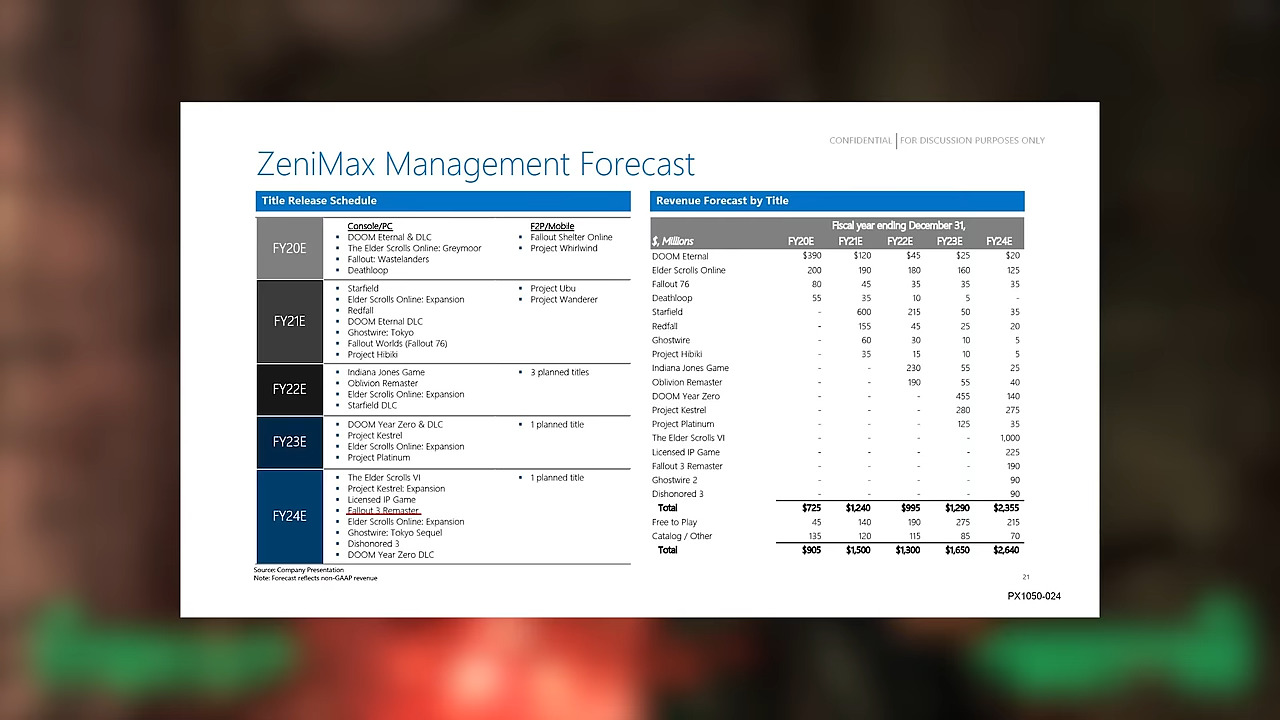 CONFIDENTIAL | FOR DISCUSSION PURPOSES ONLY
ZeniMax Management Forecast
Title Release Schedule
Console/PC F2P/Mobile
FY20E
▪ DOOM Eternal & DLC ▪ Fallout Shelter Online
▪ The Elder Scrolls Online: Greymoor ▪ Project Whirlwind
▪ Fallout: Wastelanders
▪ Deathloop
FY21E
▪ Starfield ▪ Project Ubu
▪ Elder Scrolls Online: Expansion ▪ Project Wanderer
▪ Redfall
▪ DOOM Eternal DLC
▪ Ghostwire: Tokyo
▪ Fallout Worlds (Fallout 76)
▪ Project Hibiki
FY22E
▪ Indiana Jones Game ▪ 3 planned titles
▪ Oblivion Remaster
▪ Elder Scrolls Online: Expansion
▪ Starfield DLC
FY23E
▪ DOOM Year Zero & DLC ▪ 1 planned title
▪ Project Kestrel
▪ Elder Scrolls Online: Expansion
▪ Project Platinum
FY24E
▪ The Elder Scrolls VI ▪ 1 planned title
▪ Project Kestrel: Expansion
▪ Licensed IP Game
▪ Fallout 3 Remaster
▪ Elder Scrolls Online: Expansion
▪ Ghostwire: Tokyo Sequel
▪ Dishonored 3
▪ DOOM Year Zero DLC
Source: Company Presentation
Note: Forecast reflects non-GAAP revenue
Revenue Forecast by Title
Fiscal year ending December 31,
$, Millions FY20E FY21E FY22E FY23E FY24E
DOOM Eternal $390 $120 $45 $25 $20
Elder Scrolls Online 200 190 180 160 125
Fallout 76 80 45 35 35 35
Deathloop 55 35 10 5 -
Starfield - 600 215 50 35
Redfall - 155 45 25 20
Ghostwire - 60 30 10 5
Project Hibiki - 35 15 10 5
Indiana Jones Game - - 230 55 25
Oblivion Remaster - - 190 55 40
DOOM Year Zero - - - 455 140
Project Kestrel - - - 280 275
Project Platinum - - - 125 35
The Elder Scrolls VI - - - - 1,000
Licensed IP Game - - - - 225
Fallout 3 Remaster - - - - 190
Ghostwire 2 - - - - 90
Dishonored 3 - - - - 90
Total $725 $1,240 $995 $1,290 $2,355
Free to Play 45 140 190 275 215
Catalog / Other 135 120 115 85 70
Total $905 $1,500 $1,300 $1,650 $2,640
21
PX1050-024